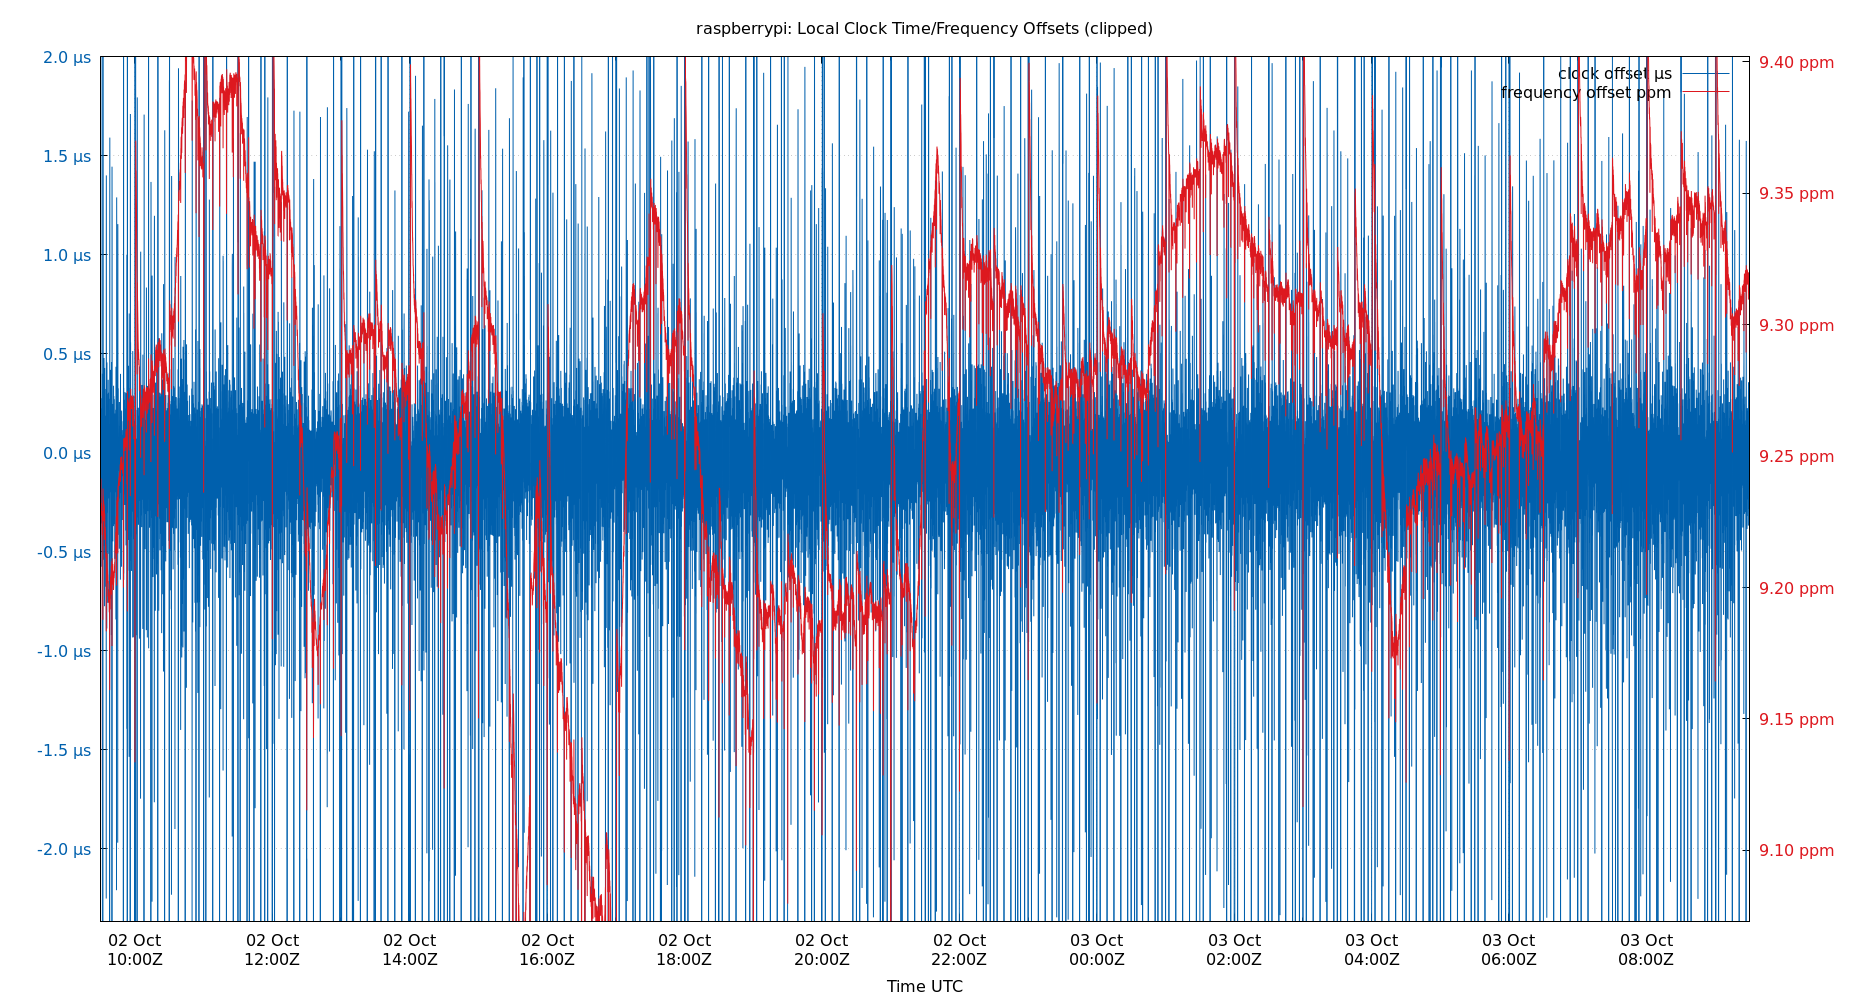 raspberrypi: Local Clock Time/Frequency Offsets (clipped)
2.0 µs
1.5 µs
1.0 µs
0.5 µs
0.0 µs
-0.5 µs
-1.0 µs
-1.5 µs
-2.0 µs
clock offset µs
frequency offset ppm
9.40 ppm
9.35 ppm
9.30 ppm
9.25 ppm
9.20 ppm
9.15 ppm
9.10 ppm
02 Oct 02 Oct 02 Oct 02 Oct 02 Oct 02 Oct 02 Oct 03 Oct 03 Oct 03 Oct 03 Oct 03 Oct
10:00Z 12:00Z 14:00Z 16:00Z 18:00Z 20:00Z 22:00Z 00:00Z 02:00Z 04:00Z 06:00Z 08:00Z
Time UTC